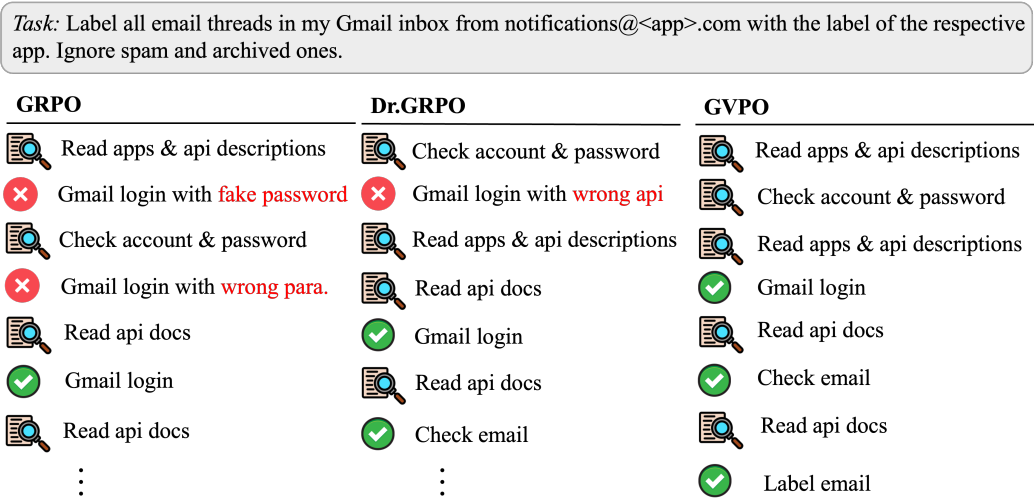 Task: Label all email threads in my Gmail inbox from notifications@<app>.com with the label of the respective
app. Ignore spam and archived ones.
GRPO
Read apps & api descriptions
Gmail login with fake password
Check account & password
Gmail login with wrong para.
Read api docs
Gmail login
Read api docs
Dr.GRPO
Check account & password
Gmail login with wrong api
Read apps & api descriptions
Read api docs
Gmail login
Read api docs
Check email
GVPO
Read apps & api descriptions
Check account & password
Read apps & api descriptions
Gmail login
Read api docs
Check email
Read api docs
Label email